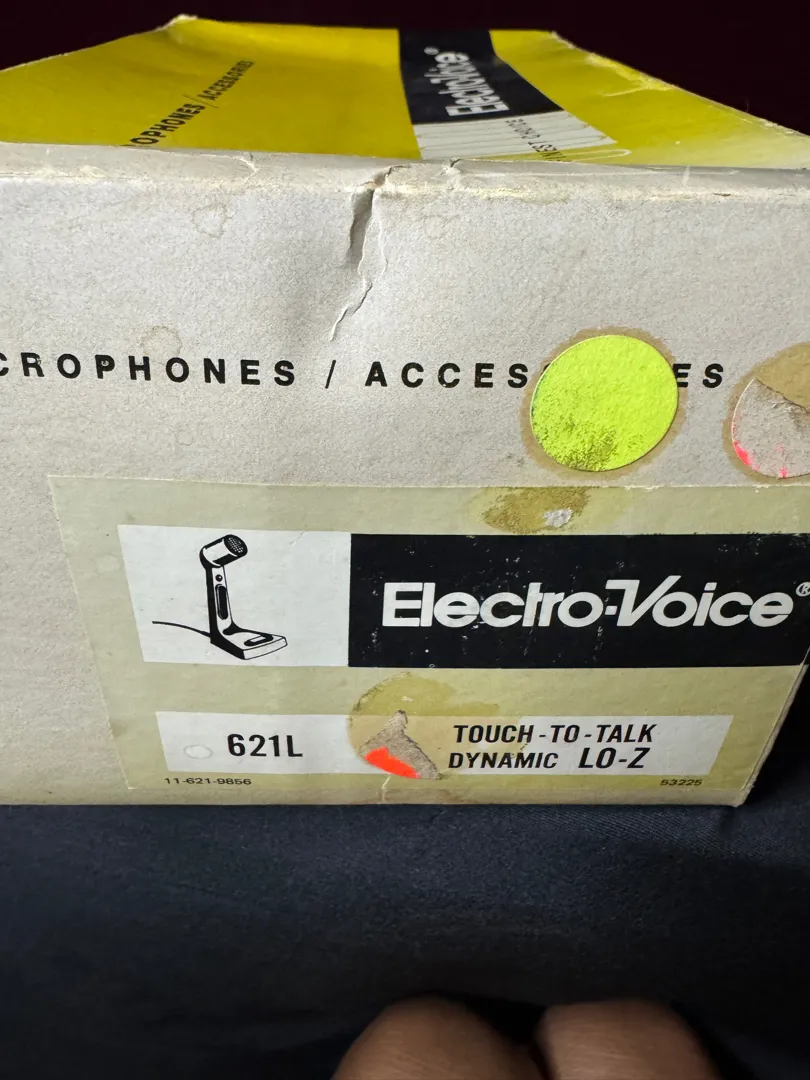 OPHONES / ACCESSORIES
Electro-Voice®
CROPHONES / ACCES ES
Electro-Voice®
621L
TOUCH-TO-TALK
DYNAMIC LO-Z
11-621-9856
53225